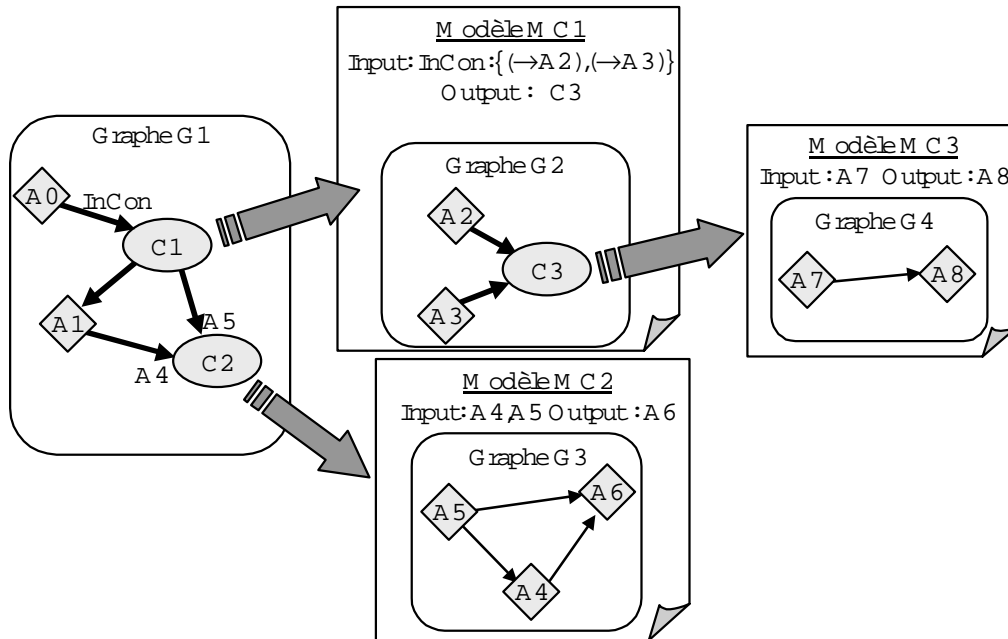 Graphe G1
A0
InCon
C1
A1
A5
A4
C2
Modèle MC1
Input: InCon:{(→A2),(→A3)}
Output: C3
Graphe G2
A2
C3
A3
Modèle MC3
Input:A7 Output:A8
Graphe G4
A7
A8
Modèle MC2
Input:A4,A5 Output:A6
Graphe G3
A5
A6
A4